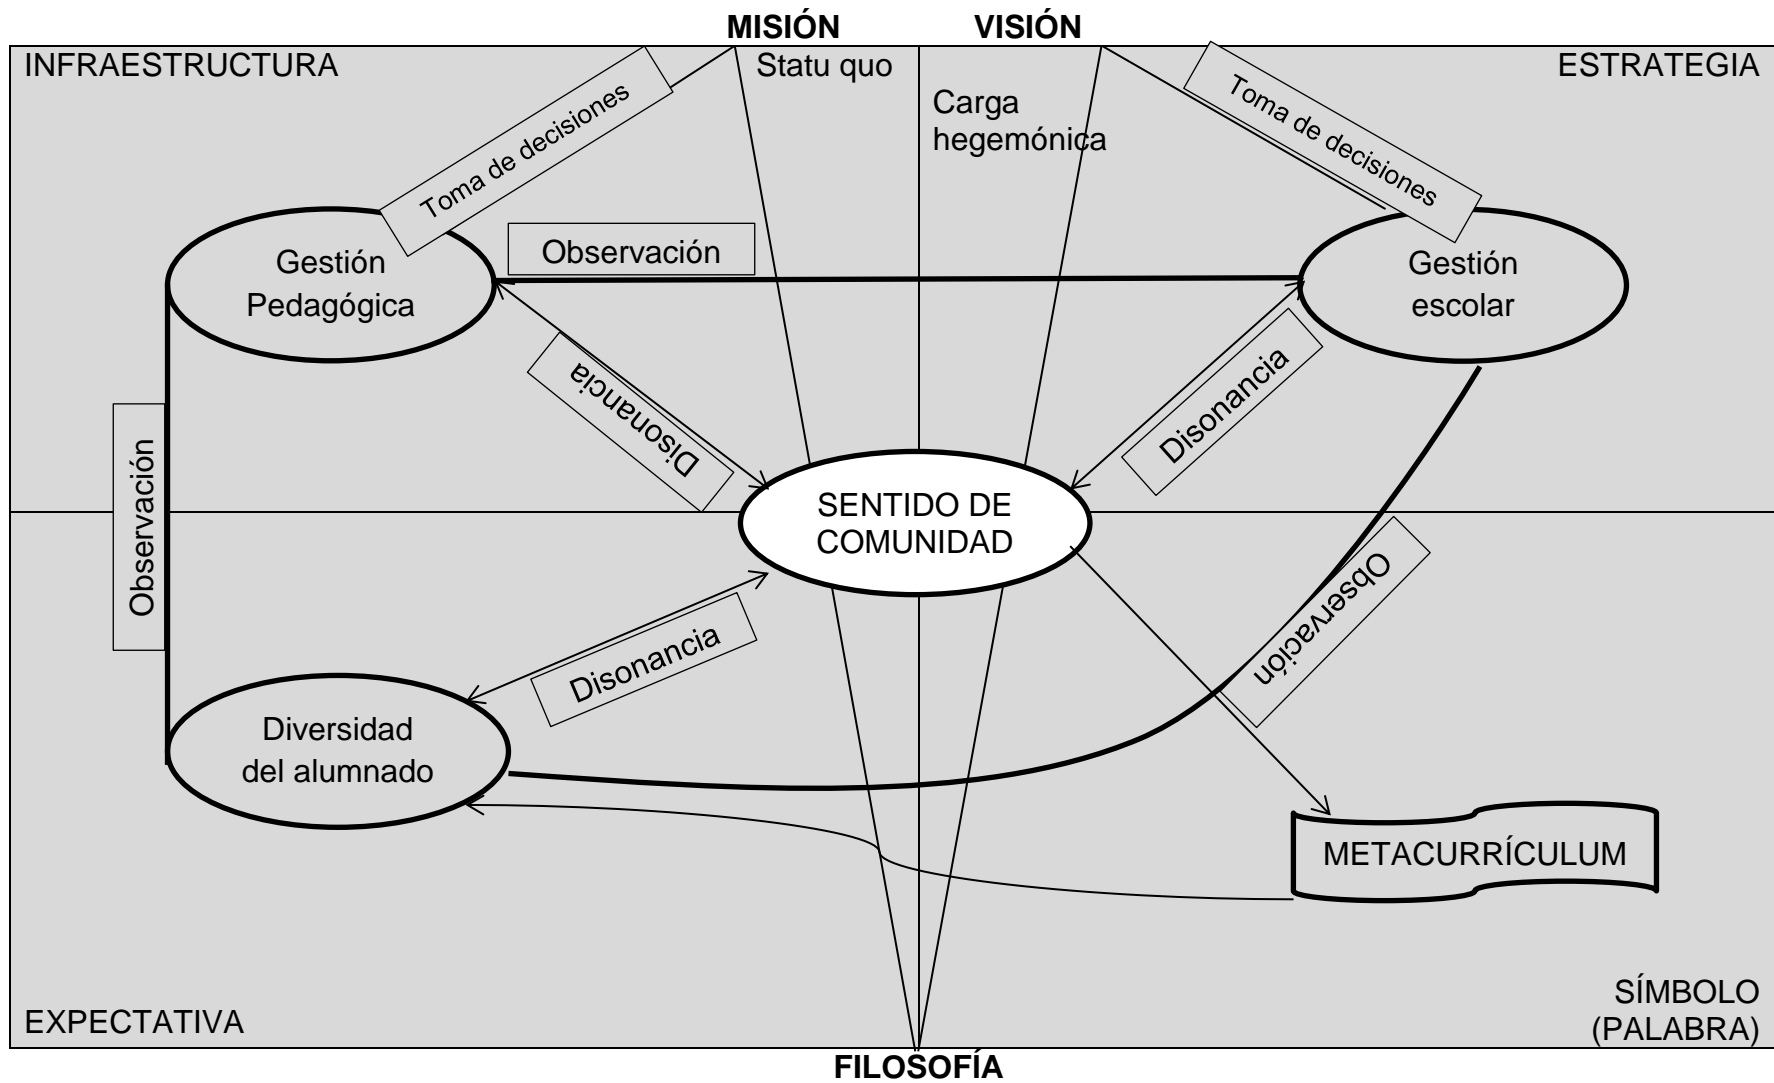 MISIÓN
VISIÓN
INFRAESTRUCTURA
Statu quo
ESTRATEGIA
Carga
hegemónica
Toma de decisiones
Toma de decisiones
Gestión
Pedagógica
Observación
Gestión
escolar
Disonancia
Disonancia
Observación
SENTIDO DE
COMUNIDAD
Observación
Disonancia
Diversidad
del alumnado
METACURRÍCULUM
EXPECTATIVA
SÍMBOLO
(PALABRA)
FILOSOFÍA